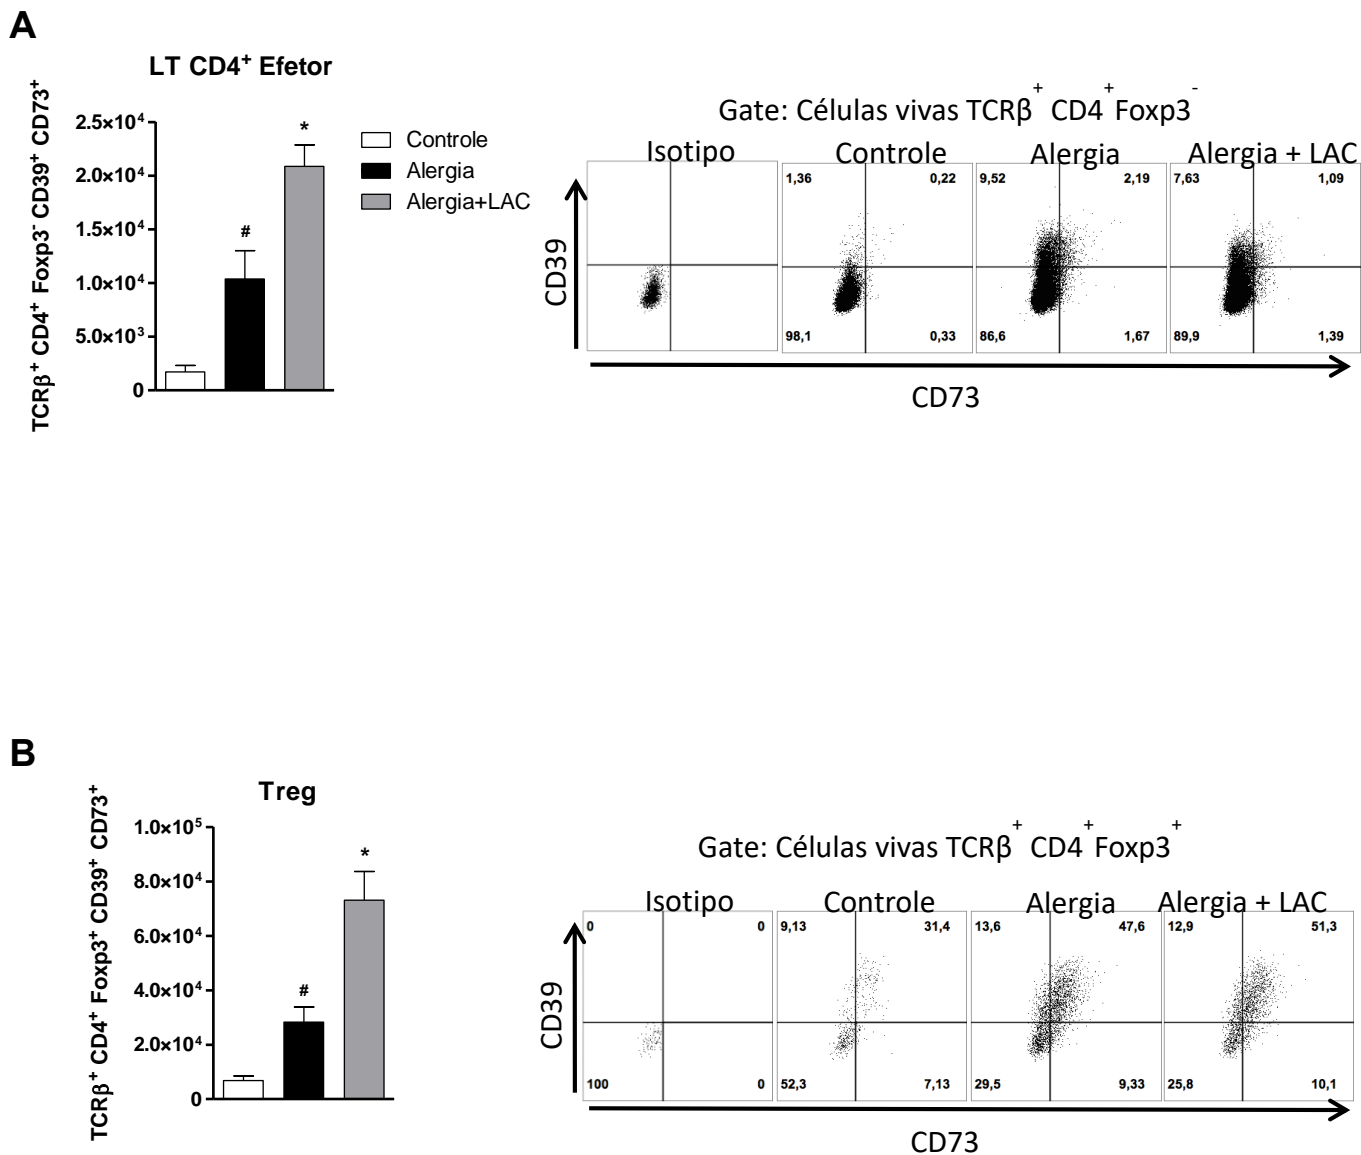 A
LT CD4⁺ Efetor
TCRβ⁺ CD4⁺ Foxp3⁻ CD39⁺ CD73⁺
2.5×10⁴
2.0×10⁴
1.5×10⁴
1.0×10⁴
5.0×10³
0
#
*
Controle
Alergia
Alergia+LAC
Gate: Células vivas TCRβ⁺ CD4⁺ Foxp3⁻
Isotipo Controle Alergia Alergia + LAC
1,36 0,22 9,52 2,19 7,63 1,09
CD39
98,1 0,33 86,6 1,67 89,9 1,39
CD73
B
Treg
TCRβ⁺ CD4⁺ Foxp3⁺ CD39⁺ CD73⁺
1.0×10⁵
8.0×10⁴
6.0×10⁴
4.0×10⁴
2.0×10⁴
0
#
*
Gate: Células vivas TCRβ⁺ CD4⁺ Foxp3⁺
Isotipo Controle Alergia Alergia + LAC
0 0 9,13 31,4 13,6 47,6 12,9 51,3
CD39
100 0 52,3 7,13 29,5 9,33 25,8 10,1
CD73